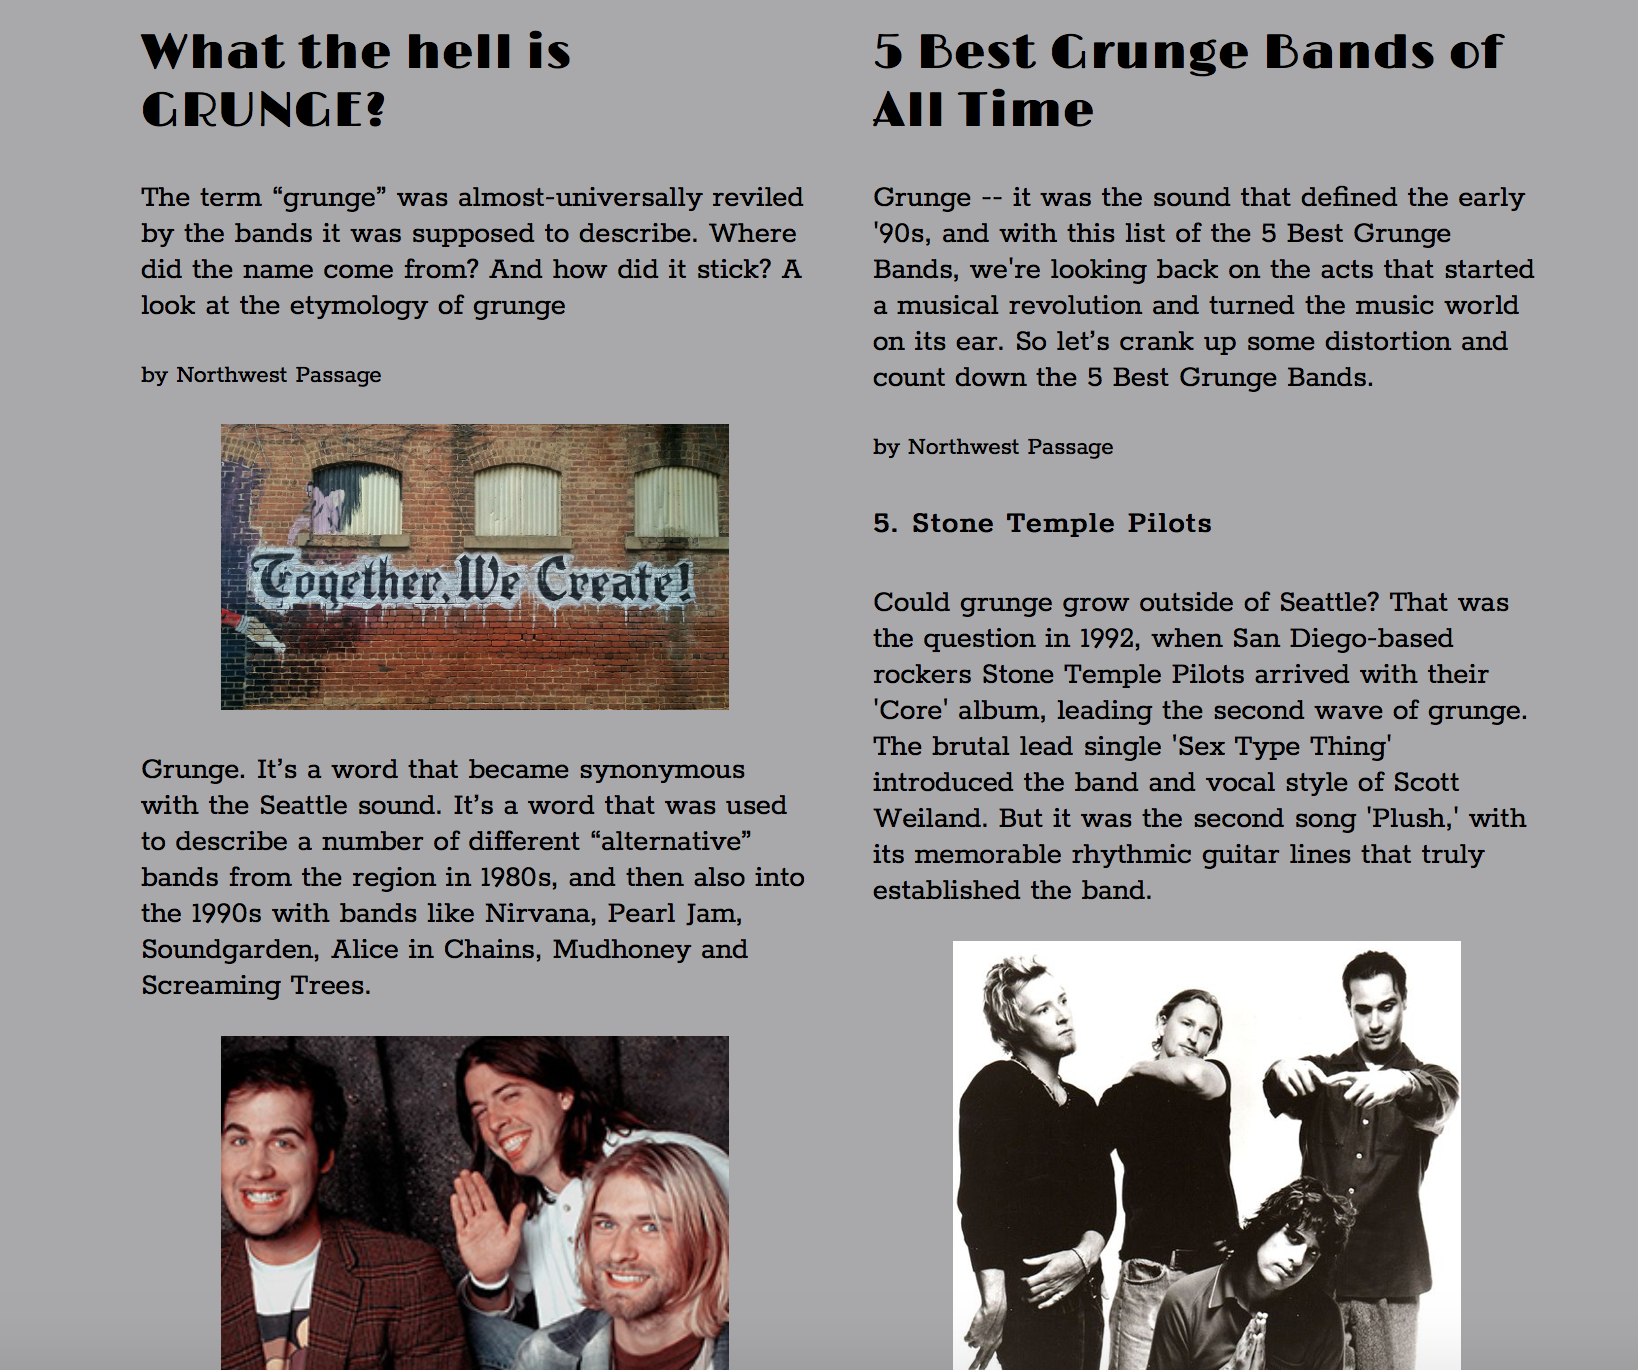 What the hell is
GRUNGE?
The term “grunge” was almost-universally reviled
by the bands it was supposed to describe. Where
did the name come from? And how did it stick? A
look at the etymology of grunge
by Northwest Passage
Together, We Create!
Grunge. It’s a word that became synonymous
with the Seattle sound. It’s a word that was used
to describe a number of different “alternative”
bands from the region in 1980s, and then also into
the 1990s with bands like Nirvana, Pearl Jam,
Soundgarden, Alice in Chains, Mudhoney and
Screaming Trees.
5 Best Grunge Bands of
All Time
Grunge -- it was the sound that defined the early
'90s, and with this list of the 5 Best Grunge
Bands, we're looking back on the acts that started
a musical revolution and turned the music world
on its ear. So let’s crank up some distortion and
count down the 5 Best Grunge Bands.
by Northwest Passage
5. Stone Temple Pilots
Could grunge grow outside of Seattle? That was
the question in 1992, when San Diego-based
rockers Stone Temple Pilots arrived with their
'Core' album, leading the second wave of grunge.
The brutal lead single 'Sex Type Thing'
introduced the band and vocal style of Scott
Weiland. But it was the second song 'Plush,' with
its memorable rhythmic guitar lines that truly
established the band.